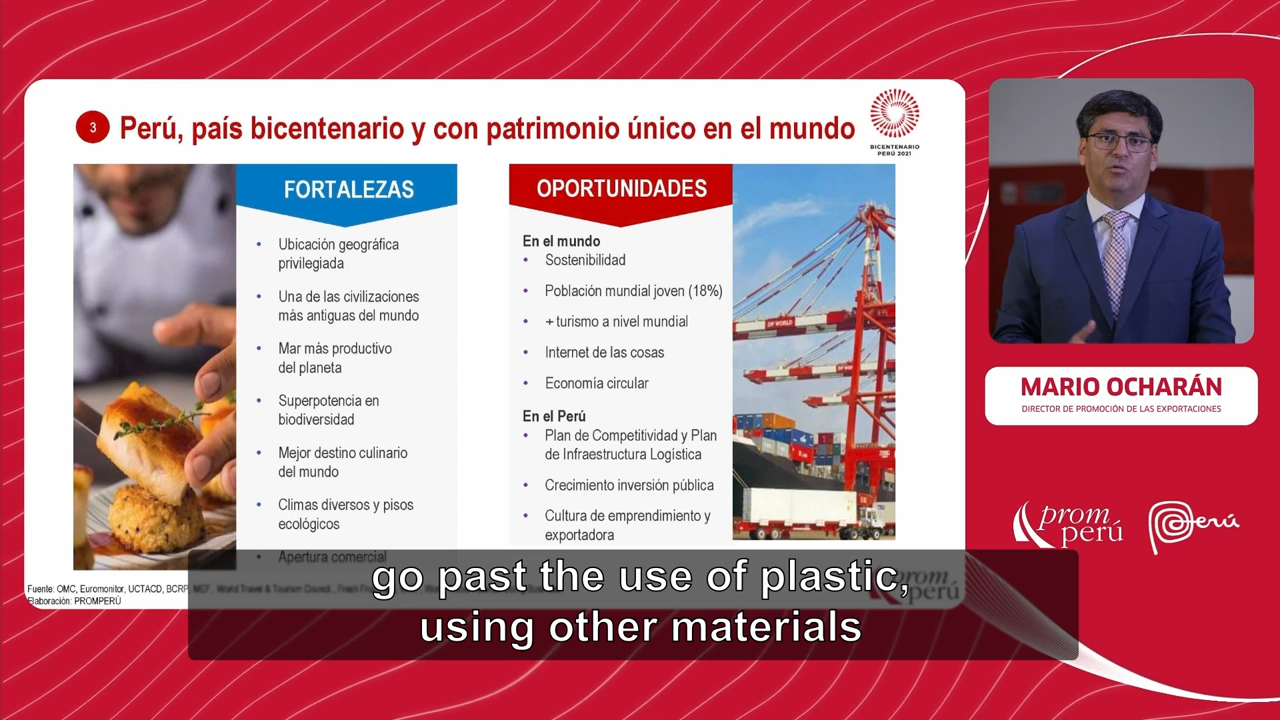 3
Perú, país bicentenario y con patrimonio único en el mundo
BICENTENARIO
PERÚ 2021
FORTALEZAS
• Ubicación geográfica
privilegiada
• Una de las civilizaciones
más antiguas del mundo
• Mar más productivo
del planeta
• Superpotencia en
biodiversidad
• Mejor destino culinario
del mundo
• Climas diversos y pisos
ecológicos
• Apertura comercial
OPORTUNIDADES
En el mundo
• Sostenibilidad
• Población mundial joven (18%)
• + turismo a nivel mundial
• Internet de las cosas
• Economía circular
En el Perú
• Plan de Competitividad y Plan
de Infraestructura Logística
• Crecimiento inversión pública
• Cultura de emprendimiento y
exportadora
DP WORLD
Fuente: OMC, Euromonitor, UCTACD, BCRP, MEF, World Travel & Tourism Council,
Elaboración: PROMPERÚ
prom
perú
MARIO OCHARÁN
DIRECTOR DE PROMOCIÓN DE LAS EXPORTACIONES
prom
perú
Perú
go past the use of plastic,
using other materials